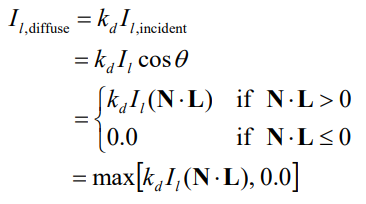 I_{l,diffuse} = k_d I_{l,incident}
= k_d I_l cos θ
= { k_d I_l (N · L) if N · L > 0
0.0 if N · L ≤ 0
= max[k_d I_l (N · L), 0.0]